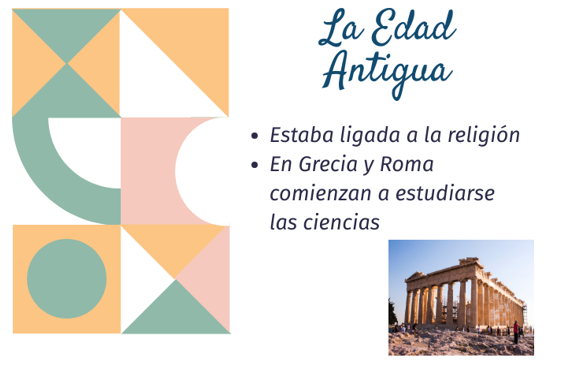 La Edad
Antigua
• Estaba ligada a la religión
• En Grecia y Roma
comienzan a estudiarse
las ciencias